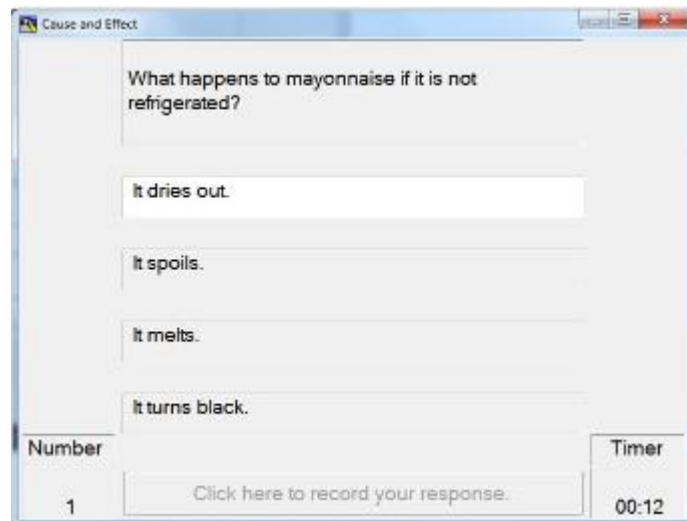 Cause and Effect
What happens to mayonnaise if it is not
refrigerated?
It dries out.
It spoils.
It melts.
It turns black.
Number
Timer
Click here to record your response.
1
00:12